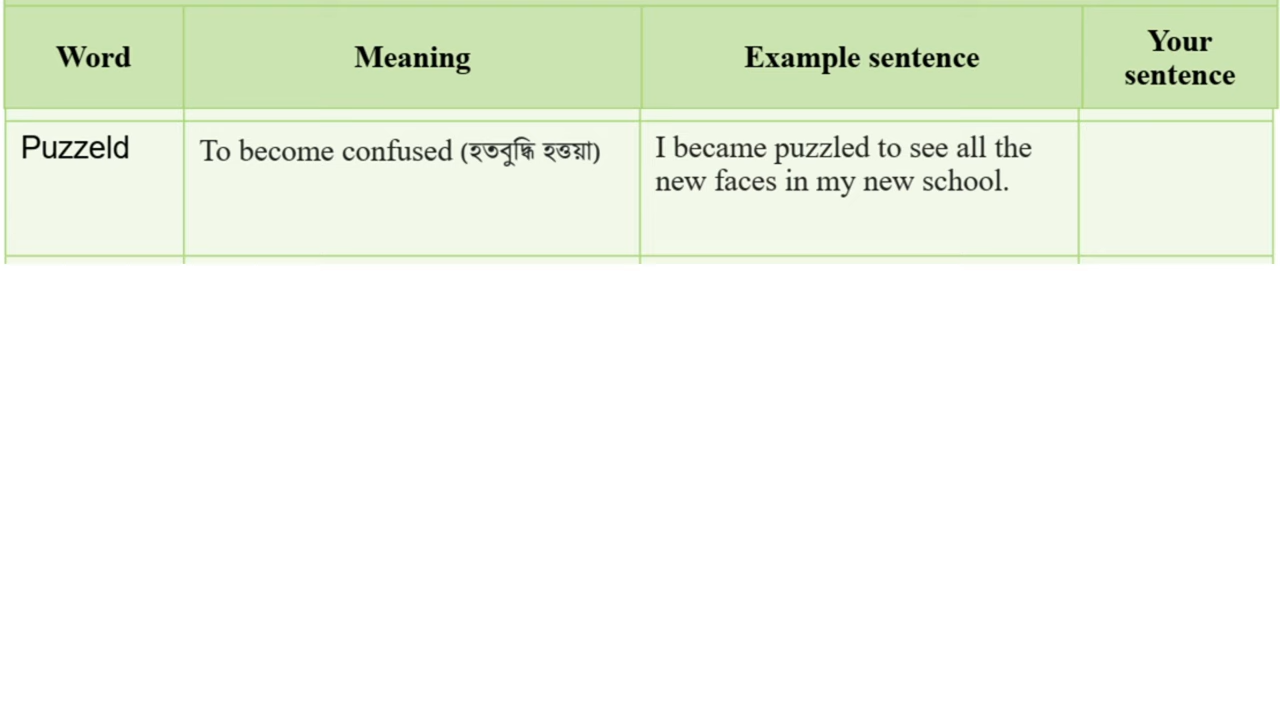 Word Meaning Example sentence Your sentence
Puzzeld To become confused (হতবুদ্ধি হওয়া) I became puzzled to see all the
new faces in my new school.